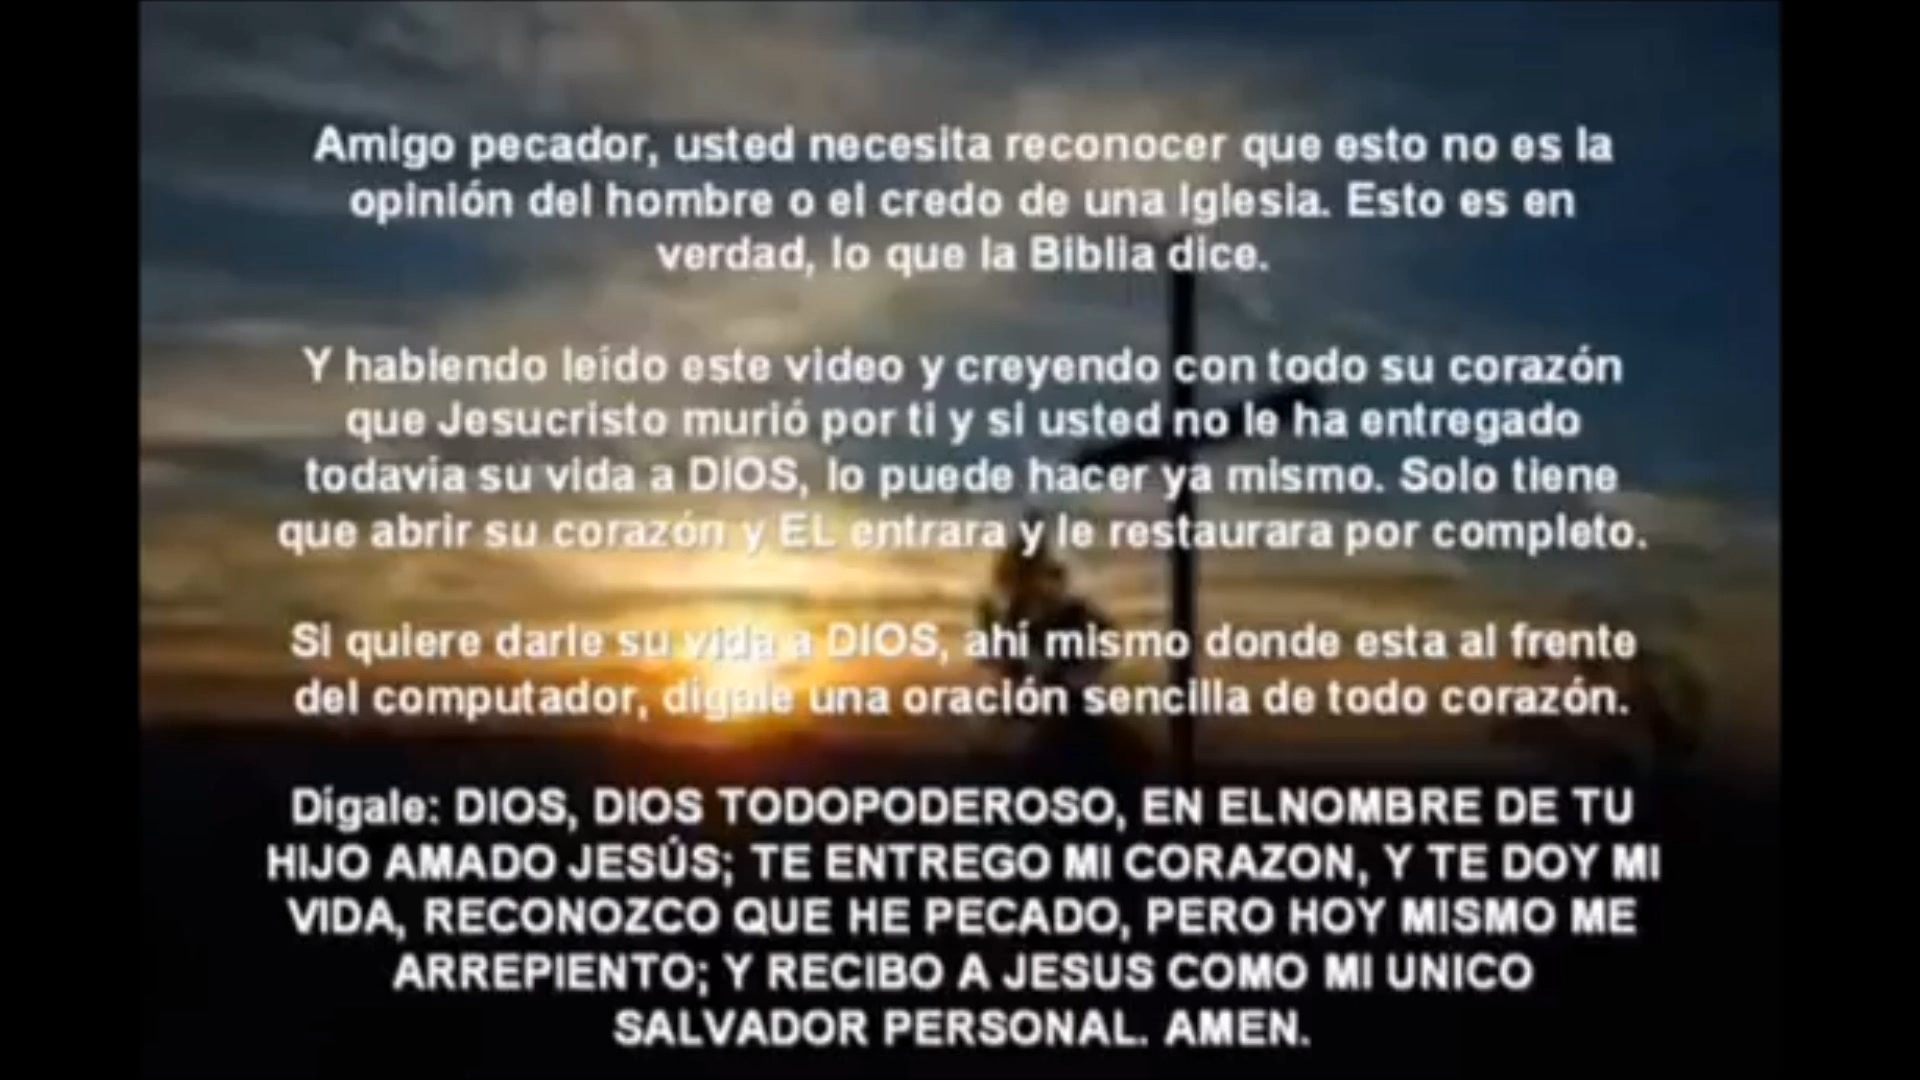 Amigo pecador, usted necesita reconocer que esto no es la
opinión del hombre o el credo de una Iglesia. Esto es en
verdad, lo que la Biblia dice.
Y habiendo leído este video y creyendo con todo su corazón
que Jesucristo murió por ti y si usted no le ha entregado
todavía su vida a DIOS, lo puede hacer ya mismo. Solo tiene
que abrir su corazón y EL entrara y le restaurara por completo.
Si quiere darle su vida a DIOS, ahí mismo donde esta al frente
del computador, dígale una oración sencilla de todo corazón.
Dígale: DIOS, DIOS TODOPODEROSO, EN ELNOMBRE DE TU
HIJO AMADO JESÚS; TE ENTREGO MI CORAZON, Y TE DOY MI
VIDA, RECONOZCO QUE HE PECADO, PERO HOY MISMO ME
ARREPIENTO; Y RECIBO A JESUS COMO MI UNICO
SALVADOR PERSONAL. AMEN.